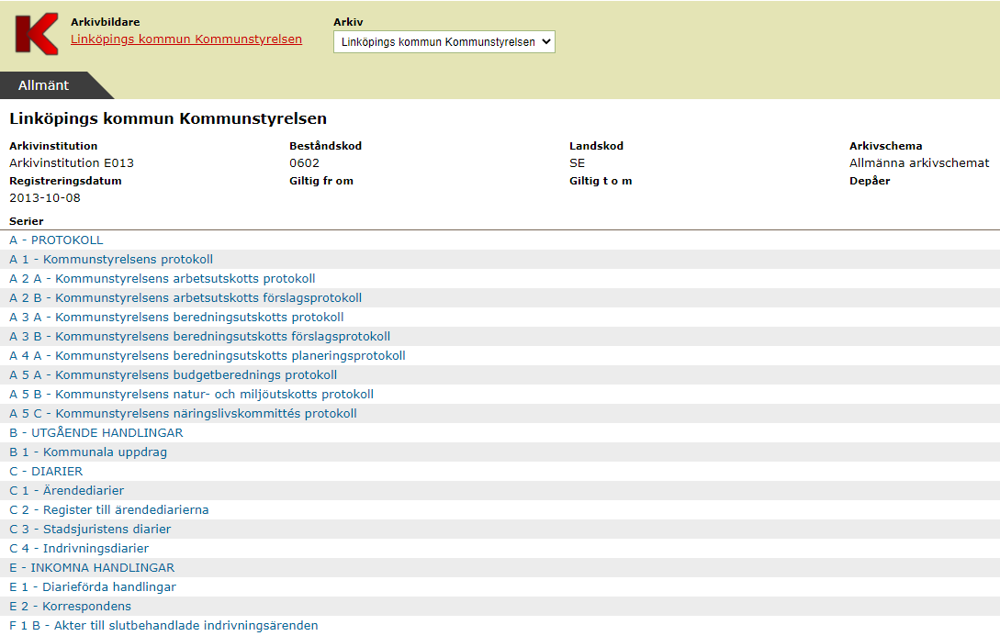 Arkivbildare
Linköpings kommun Kommunstyrelsen
Arkiv
Linköpings kommun Kommunstyrelsen
Allmänt
Linköpings kommun Kommunstyrelsen
Arkivinstitution Beståndskod Landskod Arkivschema
Arkivinstitution E013 0602 SE Allmänna arkivschemat
Registreringsdatum Giltig fr om Giltig t o m Depåer
2013-10-08
Serier
A - PROTOKOLL
A 1 - Kommunstyrelsens protokoll
A 2 A - Kommunstyrelsens arbetsutskotts protokoll
A 2 B - Kommunstyrelsens arbetsutskotts förslagsprotokoll
A 3 A - Kommunstyrelsens beredningsutskotts protokoll
A 3 B - Kommunstyrelsens beredningsutskotts förslagsprotokoll
A 4 A - Kommunstyrelsens beredningsutskotts planeringsprotokoll
A 5 A - Kommunstyrelsens budgetberednings protokoll
A 5 B - Kommunstyrelsens natur- och miljöutskotts protokoll
A 5 C - Kommunstyrelsens näringslivskommittés protokoll
B - UTGÅENDE HANDLINGAR
B 1 - Kommunala uppdrag
C - DIARIER
C 1 - Ärendediarier
C 2 - Register till ärendediarierna
C 3 - Stadsjuristens diarier
C 4 - Indrivningsdiarier
E - INKOMNA HANDLINGAR
E 1 - Diarieförda handlingar
E 2 - Korrespondens
F 1 B - Akter till slutbehandlade indrivningsärenden